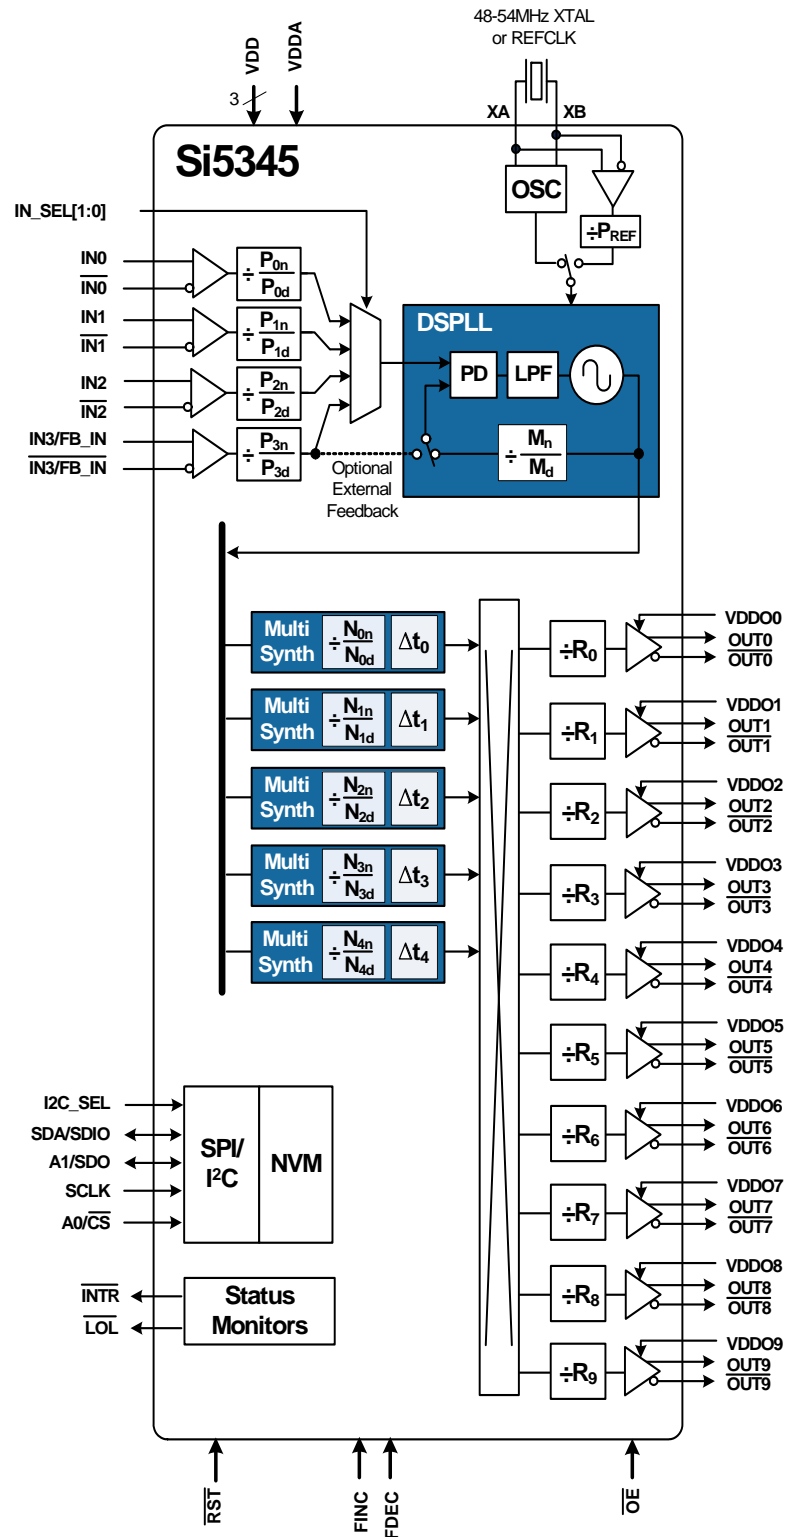 48-54MHz XTAL
or REFCLK
VDD
VDDA
3
XA
XB
Si5345
OSC
÷PREF
IN_SEL[1:0]
IN0
IN0
÷ P0n
P0d
IN1
IN1
÷ P1n
P1d
IN2
IN2
÷ P2n
P2d
IN3/FB_IN
IN3/FB_IN
÷ P3n
P3d
DSPLL
PD
LPF
÷ Mn
Md
Optional
External
Feedback
Multi
Synth
÷ N0n
N0d
Δt0
Multi
Synth
÷ N1n
N1d
Δt1
Multi
Synth
÷ N2n
N2d
Δt2
Multi
Synth
÷ N3n
N3d
Δt3
Multi
Synth
÷ N4n
N4d
Δt4
÷R0
VDDO0
OUT0
OUT0
÷R1
VDDO1
OUT1
OUT1
÷R2
VDDO2
OUT2
OUT2
÷R3
VDDO3
OUT3
OUT3
÷R4
VDDO4
OUT4
OUT4
÷R5
VDDO5
OUT5
OUT5
÷R6
VDDO6
OUT6
OUT6
÷R7
VDDO7
OUT7
OUT7
÷R8
VDDO8
OUT8
OUT8
÷R9
VDDO9
OUT9
OUT9
I2C_SEL
SDA/SDIO
A1/SDO
SCLK
A0/CS
SPI/
I²C
NVM
INTR
LOL
Status
Monitors
RST
FINC
FDEC
OE